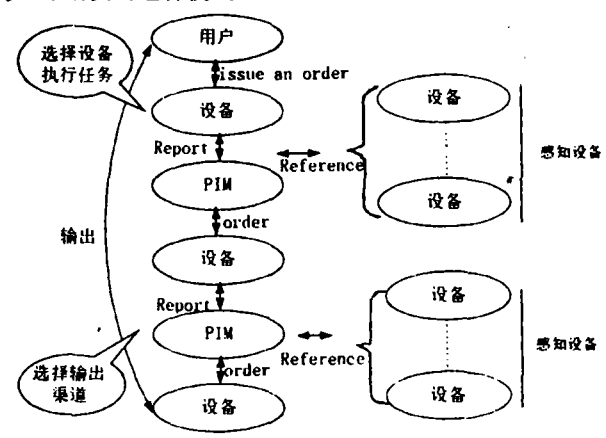 用户
选择设备
执行任务
issue an order
设备
设备
Report
Reference
感知设备
PIM
设备
order
输出
设备
设备
Report
PIM
感知设备
Reference
选择输出
渠道
order
设备
设备